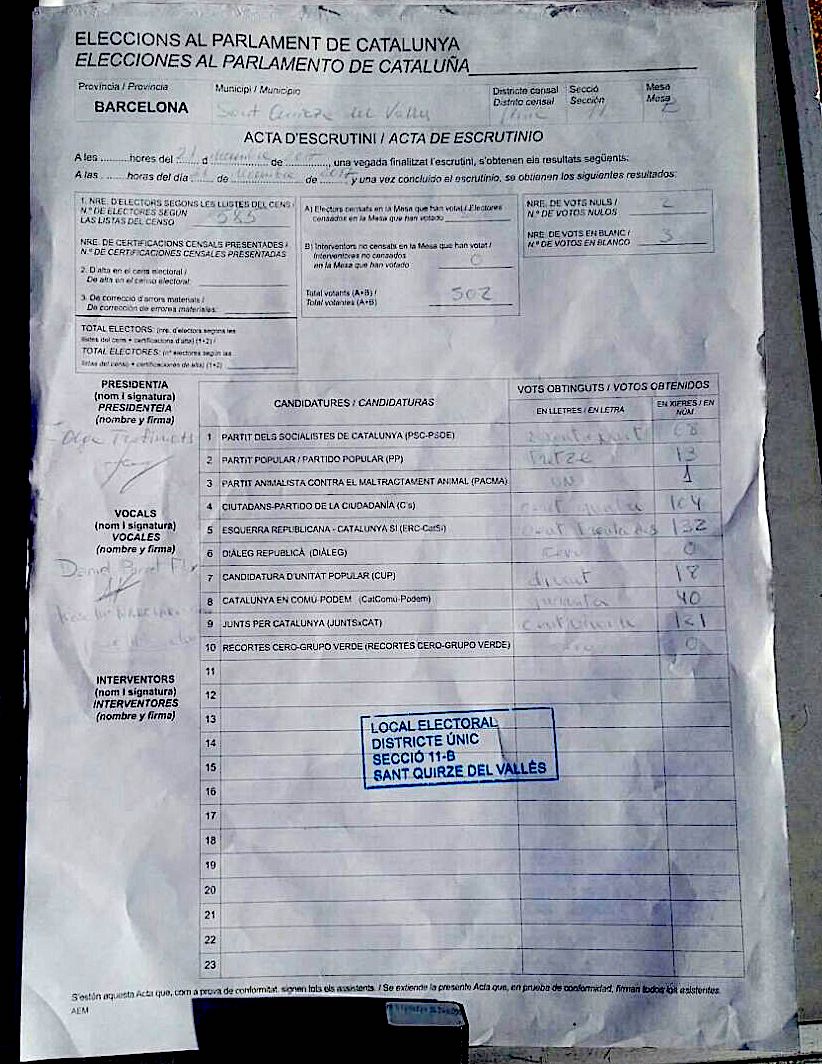 ELECCIONS AL PARLAMENT DE CATALUNYA
ELECCIONES AL PARLAMENTO DE CATALUÑA
Província / Provincia
Municipi / Municipio
Districte censal
Distrito censal
Secció
Sección
Mesa
Mesa
BARCELONA
Sant Quirze del Vallès
11
ACTA D'ESCRUTINI / ACTA DE ESCRUTINIO
A les ..........hores del 21 d ........... de ............., una vegada finalitzat l'escrutini, s'obtenen els resultats següents:
A las ..........horas del día 21 de diciembre de 2017 y una vez concluido el escrutinio, se obtienen los siguientes resultados:
1. NRE. D'ELECTORS SEGONS LES LLISTES DEL CENS /
N.º DE ELECTORES SEGÚN
LAS LISTAS DEL CENSO
583
NRE. DE CERTIFICACIONS CENSALS PRESENTADES /
N.º DE CERTIFICACIONES CENSALES PRESENTADAS
2. D'alta en el cens electoral /
De alta en el censo electoral:
3. De correcció d'errors materials /
De corrección de errores materiales:
TOTAL ELECTORS: (nre. d'electors segons les
llistes del cens + certificacions d'alta) (1+2) /
TOTAL ELECTORES: (nº electores según las
listas del censo + certificaciones de alta) (1+2)
A) Electors censats en la Mesa que han votat / Electores
censados en la Mesa que han votado
B) Interventors no censats en la Mesa que han votat /
Interventores no censados
en la Mesa que han votado
0
Total votants (A+B) /
Total votantes (A+B)
502
NRE. DE VOTS NULS /
N.º DE VOTOS NULOS
2
NRE. DE VOTS EN BLANC /
N.º DE VOTOS EN BLANCO
3
PRESIDENT/A
(nom i signatura)
PRESIDENTE/A
(nombre y firma)
Olga
VOCALS
(nom i signatura)
VOCALES
(nombre y firma)
Daniel
INTERVENTORS
(nom i signatura)
INTERVENTORES
(nombre y firma)
CANDIDATURES / CANDIDATURAS
VOTS OBTINGUTS / VOTOS OBTENIDOS
EN LLETRES / EN LETRA
EN XIFRES / EN NÚM
1 PARTIT DELS SOCIALISTES DE CATALUNYA (PSC-PSOE) 68
2 PARTIT POPULAR / PARTIDO POPULAR (PP) tretze 13
3 PARTIT ANIMALISTA CONTRA EL MALTRACTAMENT ANIMAL (PACMA) un 1
4 CIUTADANS-PARTIDO DE LA CIUDADANÍA (C's) cent quatre 104
5 ESQUERRA REPUBLICANA - CATALUNYA SÍ (ERC-CatSí) cent trenta dos 132
6 DIÀLEG REPUBLICÀ (DIÀLEG) zero 0
7 CANDIDATURA D'UNITAT POPULAR (CUP) divuit 18
8 CATALUNYA EN COMÚ-PODEM (CatComú-Podem) quaranta 40
9 JUNTS PER CATALUNYA (JUNTSxCAT) 121
10 RECORTES CERO-GRUPO VERDE (RECORTES CERO-GRUPO VERDE) 0
11
12
13
14
15
16
17
18
19
20
21
22
23
LOCAL ELECTORAL
DISTRICTE ÚNIC
SECCIÓ 11-B
SANT QUIRZE DEL VALLÈS
S'estén aquesta Acta que, com a prova de conformitat, signen tots els assistents. / Se extiende la presente Acta que, en prueba de conformidad, firman todos los asistentes.
AEM